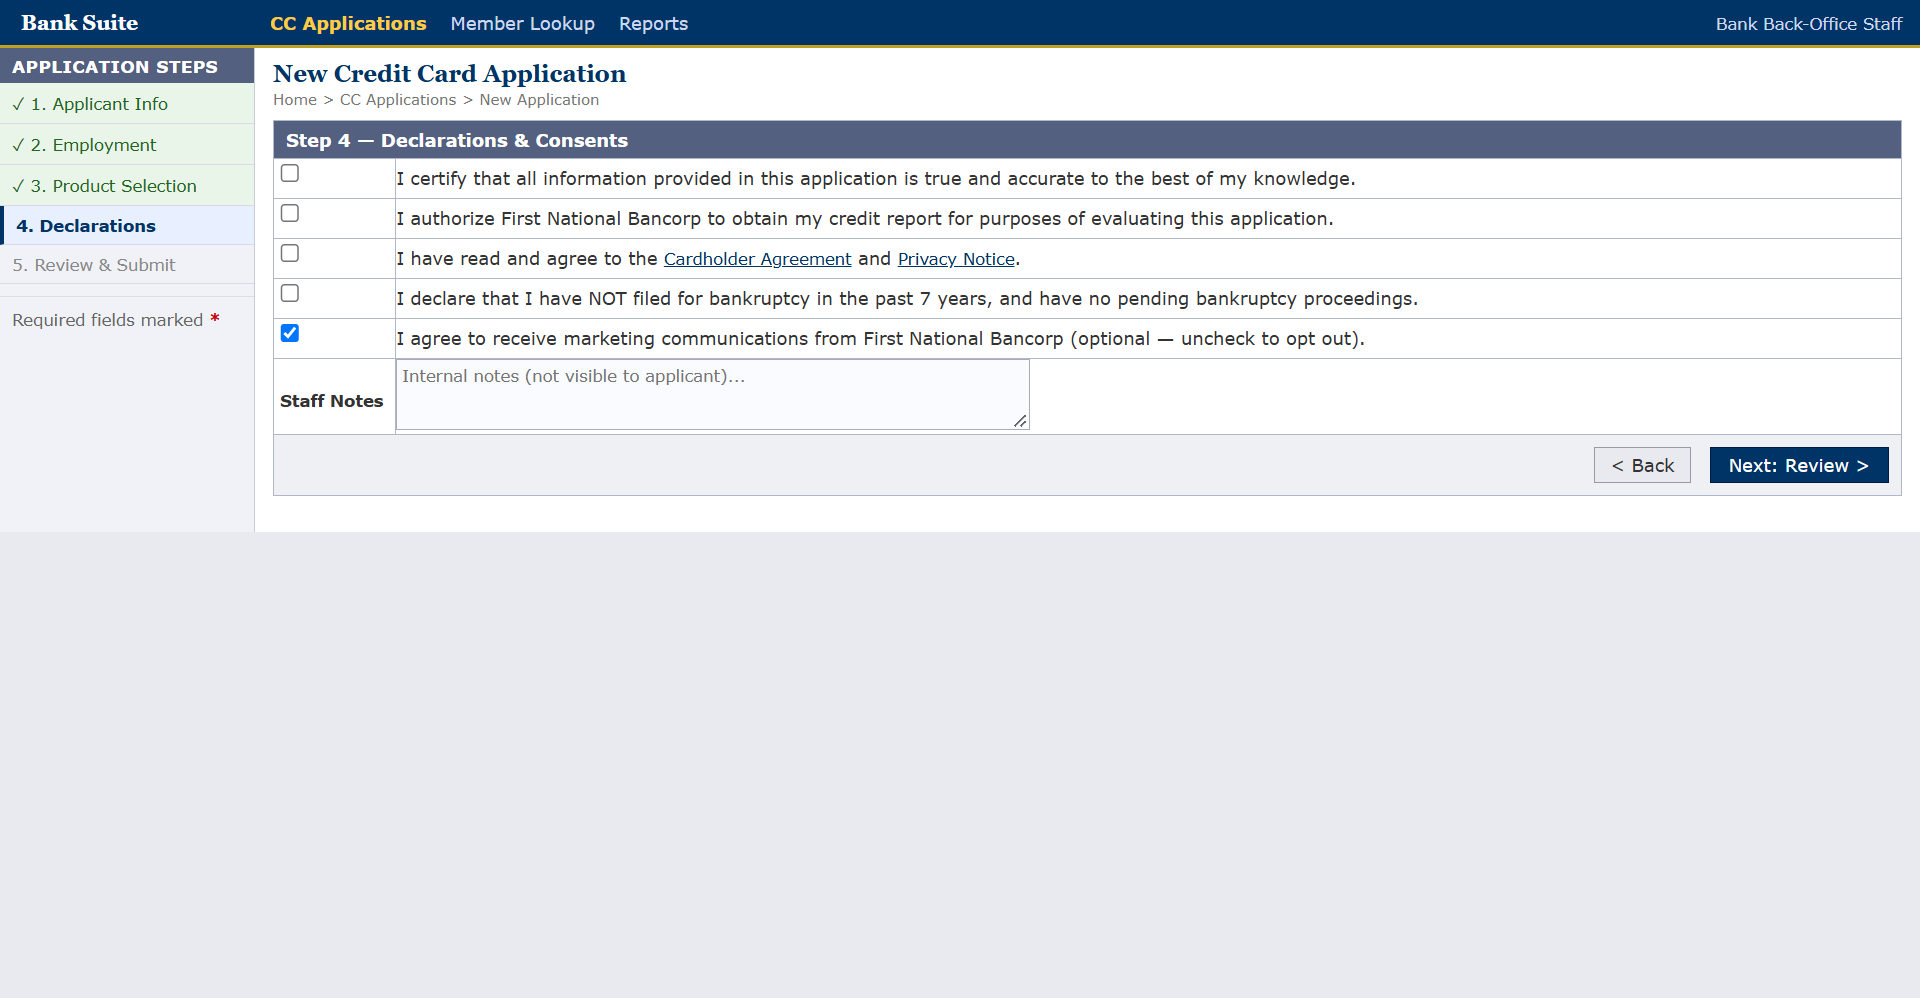 Bank Suite
CC Applications Member Lookup Reports
Bank Back-Office Staff
APPLICATION STEPS
✓ 1. Applicant Info
✓ 2. Employment
✓ 3. Product Selection
4. Declarations
5. Review & Submit
Required fields marked *
New Credit Card Application
Home > CC Applications > New Application
Step 4 — Declarations & Consents
I certify that all information provided in this application is true and accurate to the best of my knowledge.
I authorize First National Bancorp to obtain my credit report for purposes of evaluating this application.
I have read and agree to the Cardholder Agreement and Privacy Notice.
I declare that I have NOT filed for bankruptcy in the past 7 years, and have no pending bankruptcy proceedings.
I agree to receive marketing communications from First National Bancorp (optional — uncheck to opt out).
Staff Notes
Internal notes (not visible to applicant)...
< Back
Next: Review >